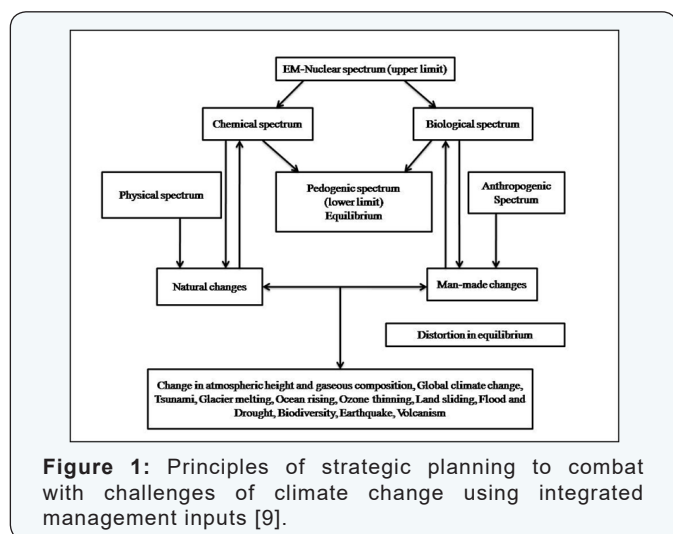 EM-Nuclear spectrum (upper limit)
Chemical spectrum
Biological spectrum
Physical spectrum
Pedogenic spectrum
(lower limit)
Equilibrium
Anthropogenic
Spectrum
Natural changes
Man-made changes
Distortion in equilibrium
Change in atmospheric height and gaseous composition, Global climate change,
Tsunami, Glacier melting, Ocean rising, Ozone thinning, Land sliding, Flood and
Drought, Biodiversity, Earthquake, Volcanism
Figure 1: Principles of strategic planning to combat
with challenges of climate change using integrated
management inputs [9].